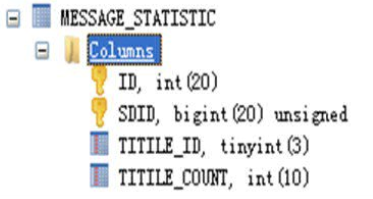 MESSAGE_STATISTIC
Columns
ID, int(20)
SDID, bigint(20) unsigned
TITILE_ID, tinyint(3)
TITILE_COUNT, int(10)